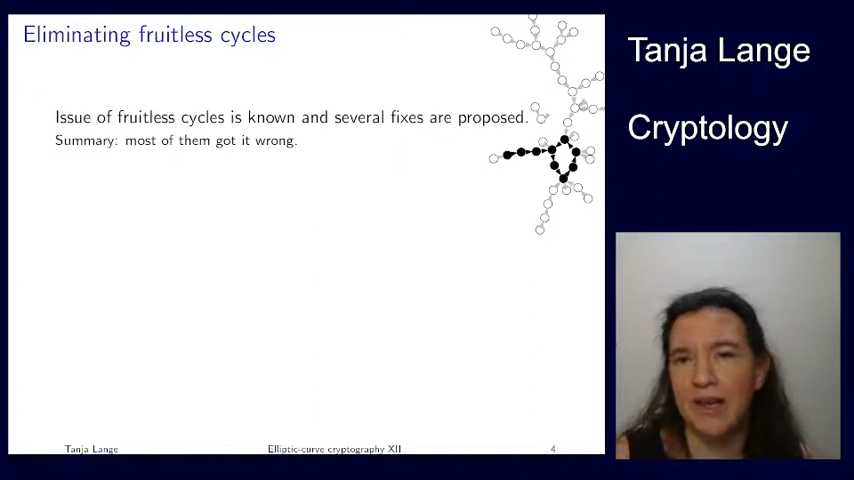 Eliminating fruitless cycles
Issue of fruitless cycles is known and several fixes are proposed.
Summary: most of them got it wrong.
Tanja Lange
Elliptic-curve cryptography XII
4
Tanja Lange
Cryptology